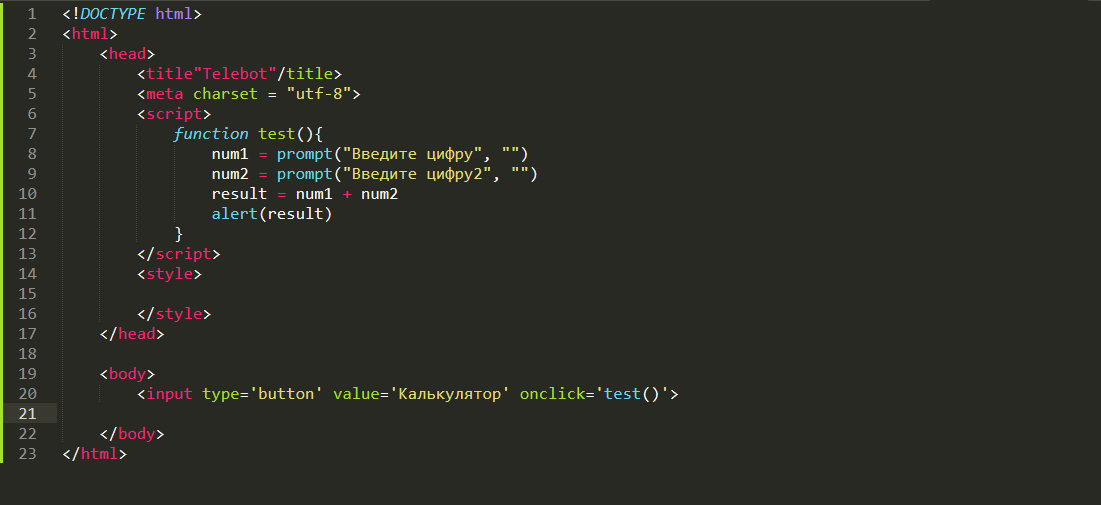 1 <!DOCTYPE html>
2 <html>
3 <head>
4 <title"Telebot"/title>
5 <meta charset = "utf-8">
6 <script>
7 function test(){
8 num1 = prompt("Введите цифру", "")
9 num2 = prompt("Введите цифру2", "")
10 result = num1 + num2
11 alert(result)
12 }
13 </script>
14 <style>
15
16 </style>
17 </head>
18
19 <body>
20 <input type='button' value='Калькулятор' onclick='test()'>
21
22 </body>
23 </html>